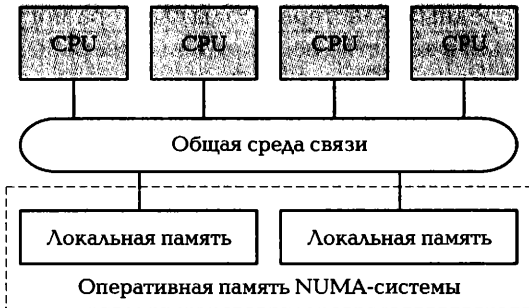 CPU CPU CPU CPU
Общая среда связи
Локальная память Локальная память
Оперативная память NUMA-системы